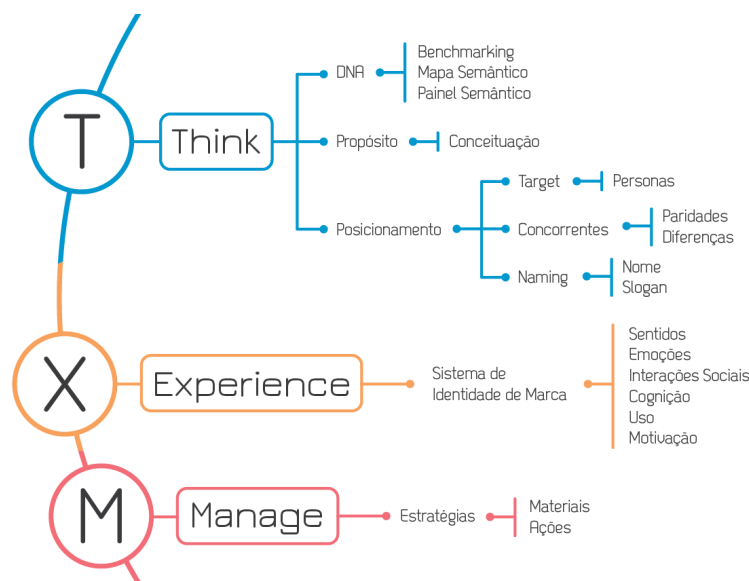 T
Think
DNA
Benchmarking
Mapa Semântico
Painel Semântico
Propósito
Conceituação
Posicionamento
Target
Personas
Concorrentes
Paridades
Diferenças
Naming
Nome
Slogan
X
Experience
Sistema de
Identidade de Marca
Sentidos
Emoções
Interações Sociais
Cognição
Uso
Motivação
M
Manage
Estratégias
Materiais
Ações